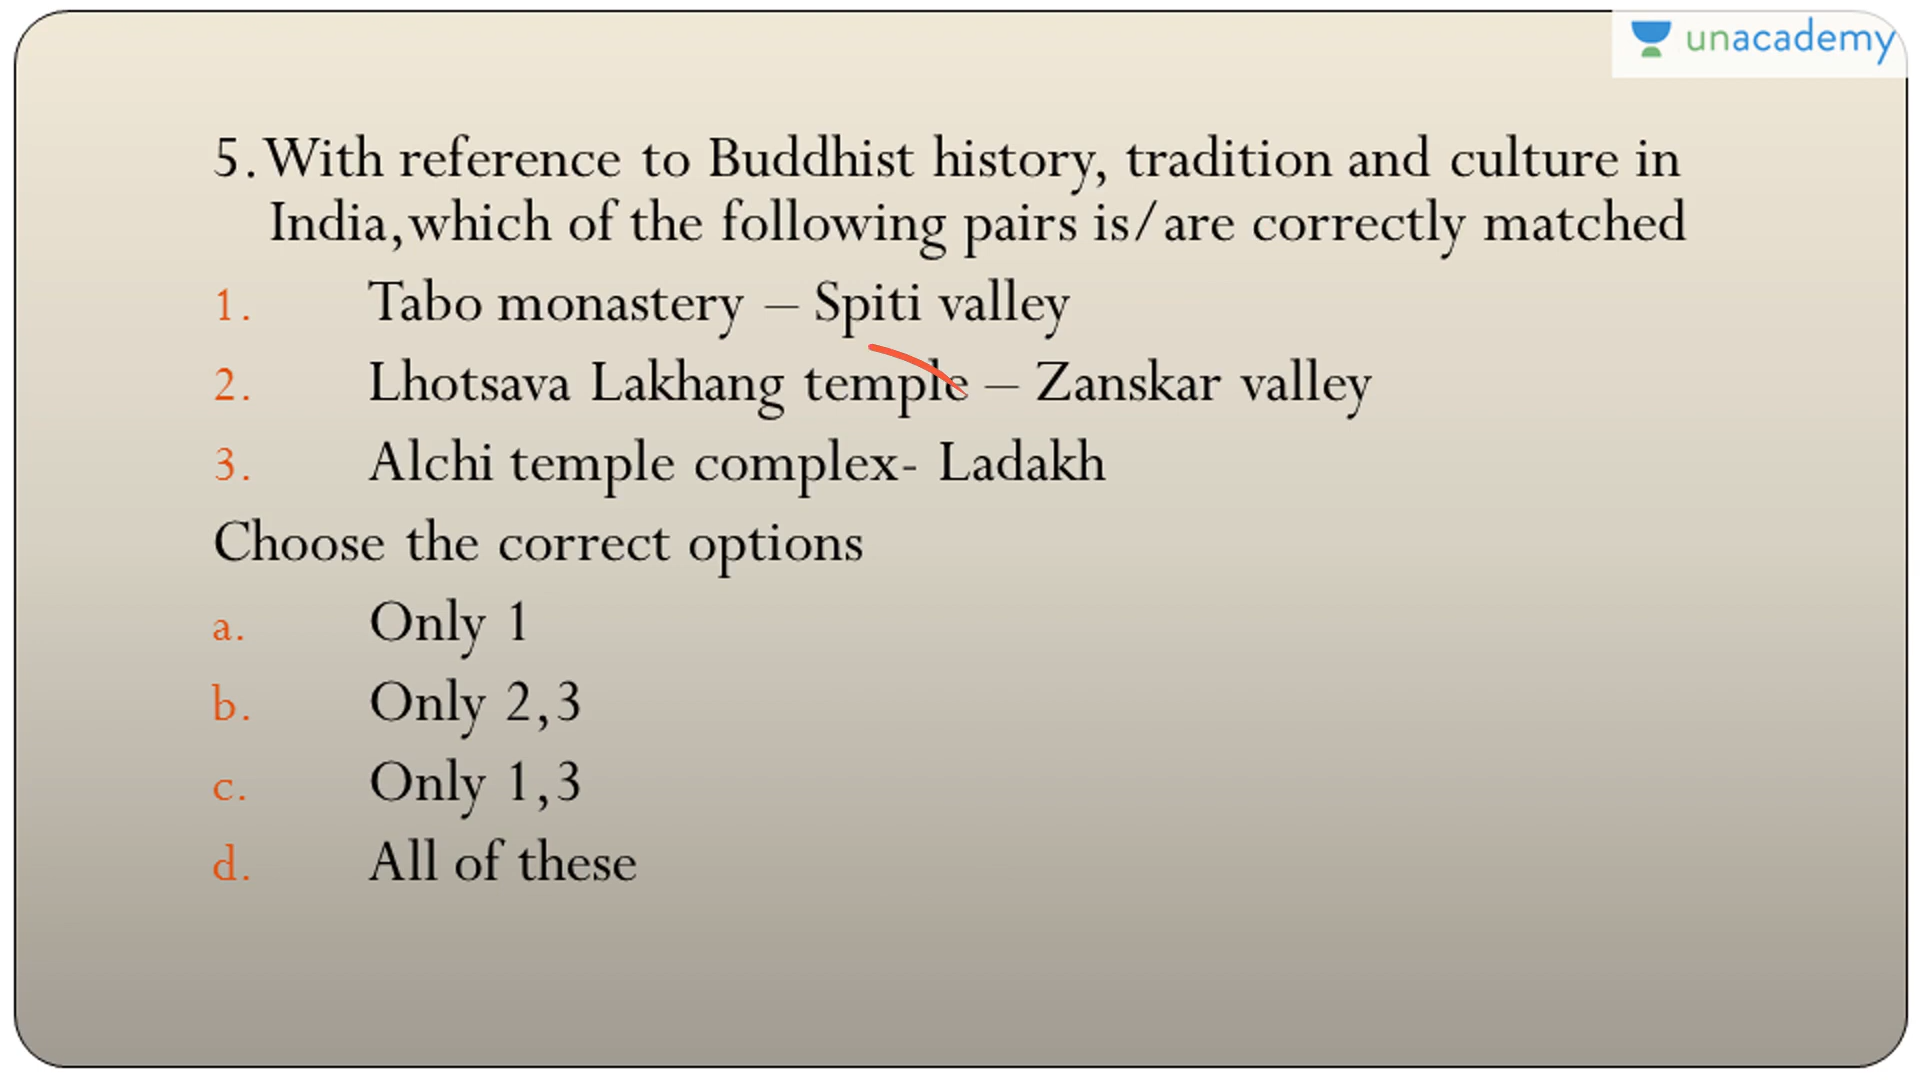 unacademy
5. With reference to Buddhist history, tradition and culture in
India,which of the following pairs is/are correctly matched
1. Tabo monastery – Spiti valley
2. Lhotsava Lakhang temple – Zanskar valley
3. Alchi temple complex- Ladakh
Choose the correct options
a. Only 1
b. Only 2,3
c. Only 1,3
d. All of these